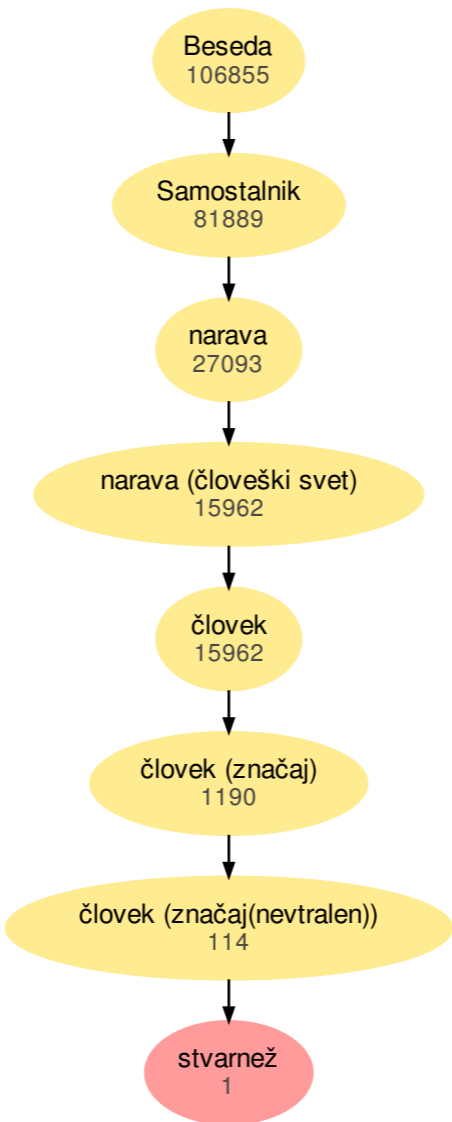 Beseda
106855
Samostalnik
81889
narava
27093
narava (človeški svet)
15962
človek
15962
človek (značaj)
1190
človek (značaj(nevtralen))
114
stvarnež
1